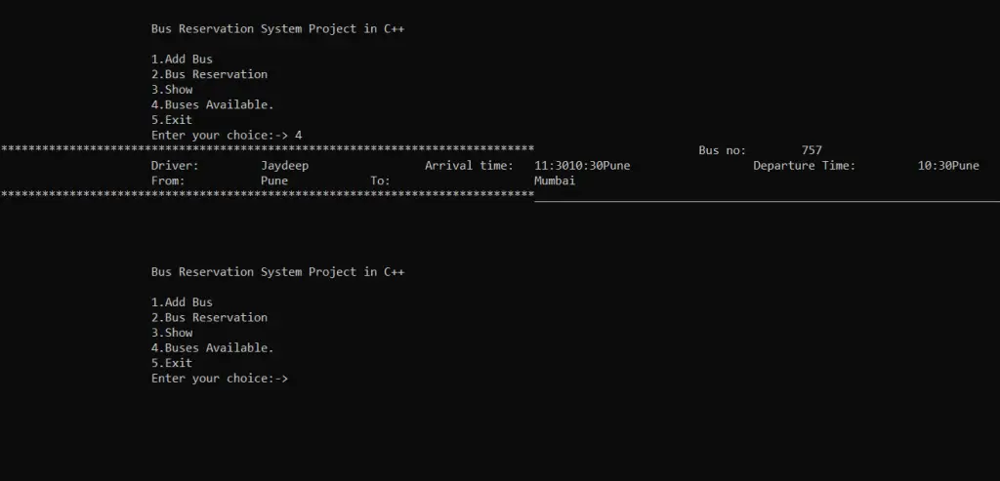 Bus Reservation System Project in C++
1.Add Bus
2.Bus Reservation
3.Show
4.Buses Available.
5.Exit
Enter your choice:-> 4
****************************************************************************** Bus no: 757
Driver: Jaydeep Arrival time: 11:3010:30Pune Departure Time: 10:30Pune
From: Pune To: Mumbai
******************************************************************************____________________________________________________________________
Bus Reservation System Project in C++
1.Add Bus
2.Bus Reservation
3.Show
4.Buses Available.
5.Exit
Enter your choice:->